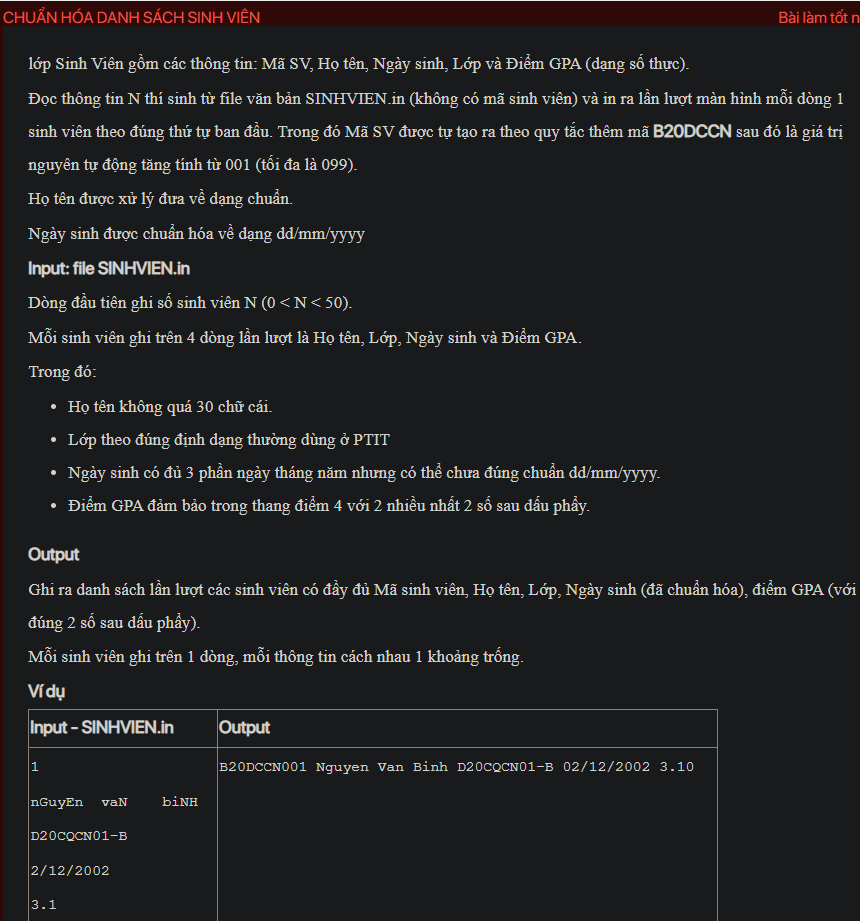 CHUẨN HÓA DANH SÁCH SINH VIÊN
Bài làm tốt n
lớp Sinh Viên gồm các thông tin: Mã SV, Họ tên, Ngày sinh, Lớp và Điểm GPA (dạng số thực).
Đọc thông tin N thí sinh từ file văn bản SINHVIEN.in (không có mã sinh viên) và in ra lần lượt màn hình mỗi dòng 1
sinh viên theo đúng thứ tự ban đầu. Trong đó Mã SV được tự tạo ra theo quy tắc thêm mã B20DCCN sau đó là giá trị
nguyên tự động tăng tính từ 001 (tối đa là 099).
Họ tên được xử lý đưa về dạng chuẩn.
Ngày sinh được chuẩn hóa về dạng dd/mm/yyyy
Input: file SINHVIEN.in
Dòng đầu tiên ghi số sinh viên N (0 < N < 50).
Mỗi sinh viên ghi trên 4 dòng lần lượt là Họ tên, Lớp, Ngày sinh và Điểm GPA.
Trong đó:
• Họ tên không quá 30 chữ cái.
• Lớp theo đúng định dạng thường dùng ở PTIT
• Ngày sinh có đủ 3 phần ngày tháng năm nhưng có thể chưa đúng chuẩn dd/mm/yyyy.
• Điểm GPA đảm bảo trong thang điểm 4 với 2 nhiều nhất 2 số sau dấu phẩy.
Output
Ghi ra danh sách lần lượt các sinh viên có đầy đủ Mã sinh viên, Họ tên, Lớp, Ngày sinh (đã chuẩn hóa), điểm GPA (với
đúng 2 số sau dấu phẩy).
Mỗi sinh viên ghi trên 1 dòng, mỗi thông tin cách nhau 1 khoảng trống.
Ví dụ
Input - SINHVIEN.in
Output
1
nGuyEn vaN biNH
D20CQCN01-B
2/12/2002
3.1
B20DCCN001 Nguyen Van Binh D20CQCN01-B 02/12/2002 3.10